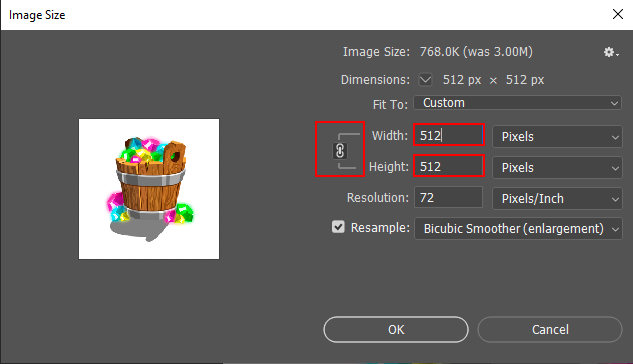 Image Size
Image Size: 768.0K (was 3.00M)
Dimensions: 512 px × 512 px
Fit To: Custom
Width: 512 Pixels
Height: 512 Pixels
Resolution: 72 Pixels/Inch
Resample: Bicubic Smoother (enlargement)
OK Cancel